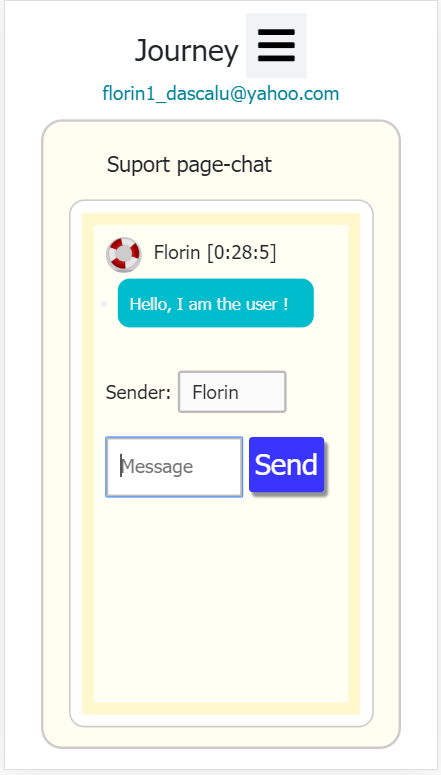 Journey
florin1_dascalu@yahoo.com
Suport page-chat
Florin [0:28:5]
Hello, I am the user !
Sender: Florin
Message Send